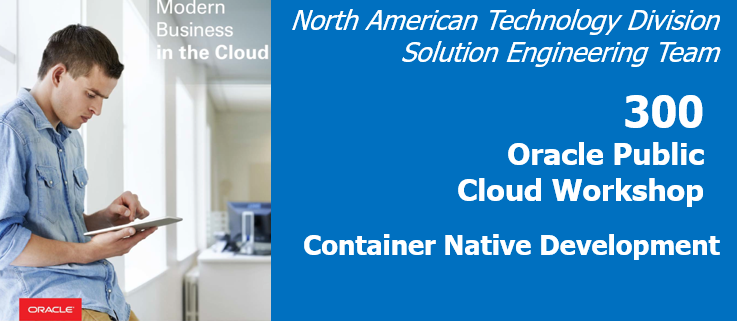 Modern
Business
in the Cloud
ORACLE
North American Technology Division
Solution Engineering Team
300
Oracle Public
Cloud Workshop
Container Native Development